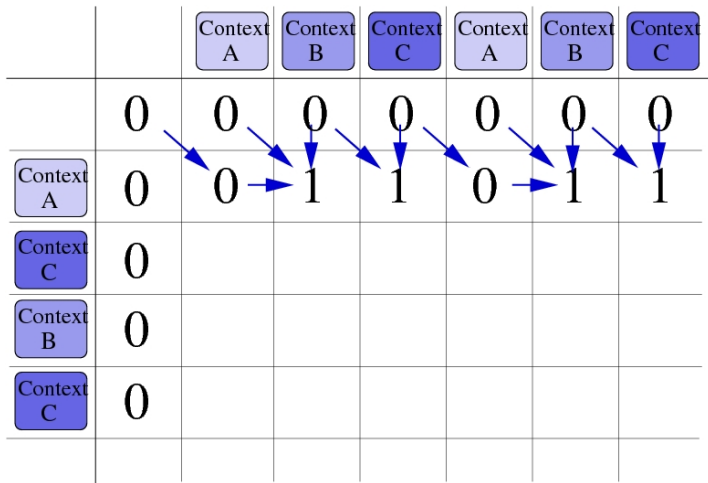 Context Context Context Context Context Context
A B C A B C
0 0 0 0 0 0 0
Context
A 0 0 1 1 0 1 1
Context
C 0
Context
B 0
Context
C 0